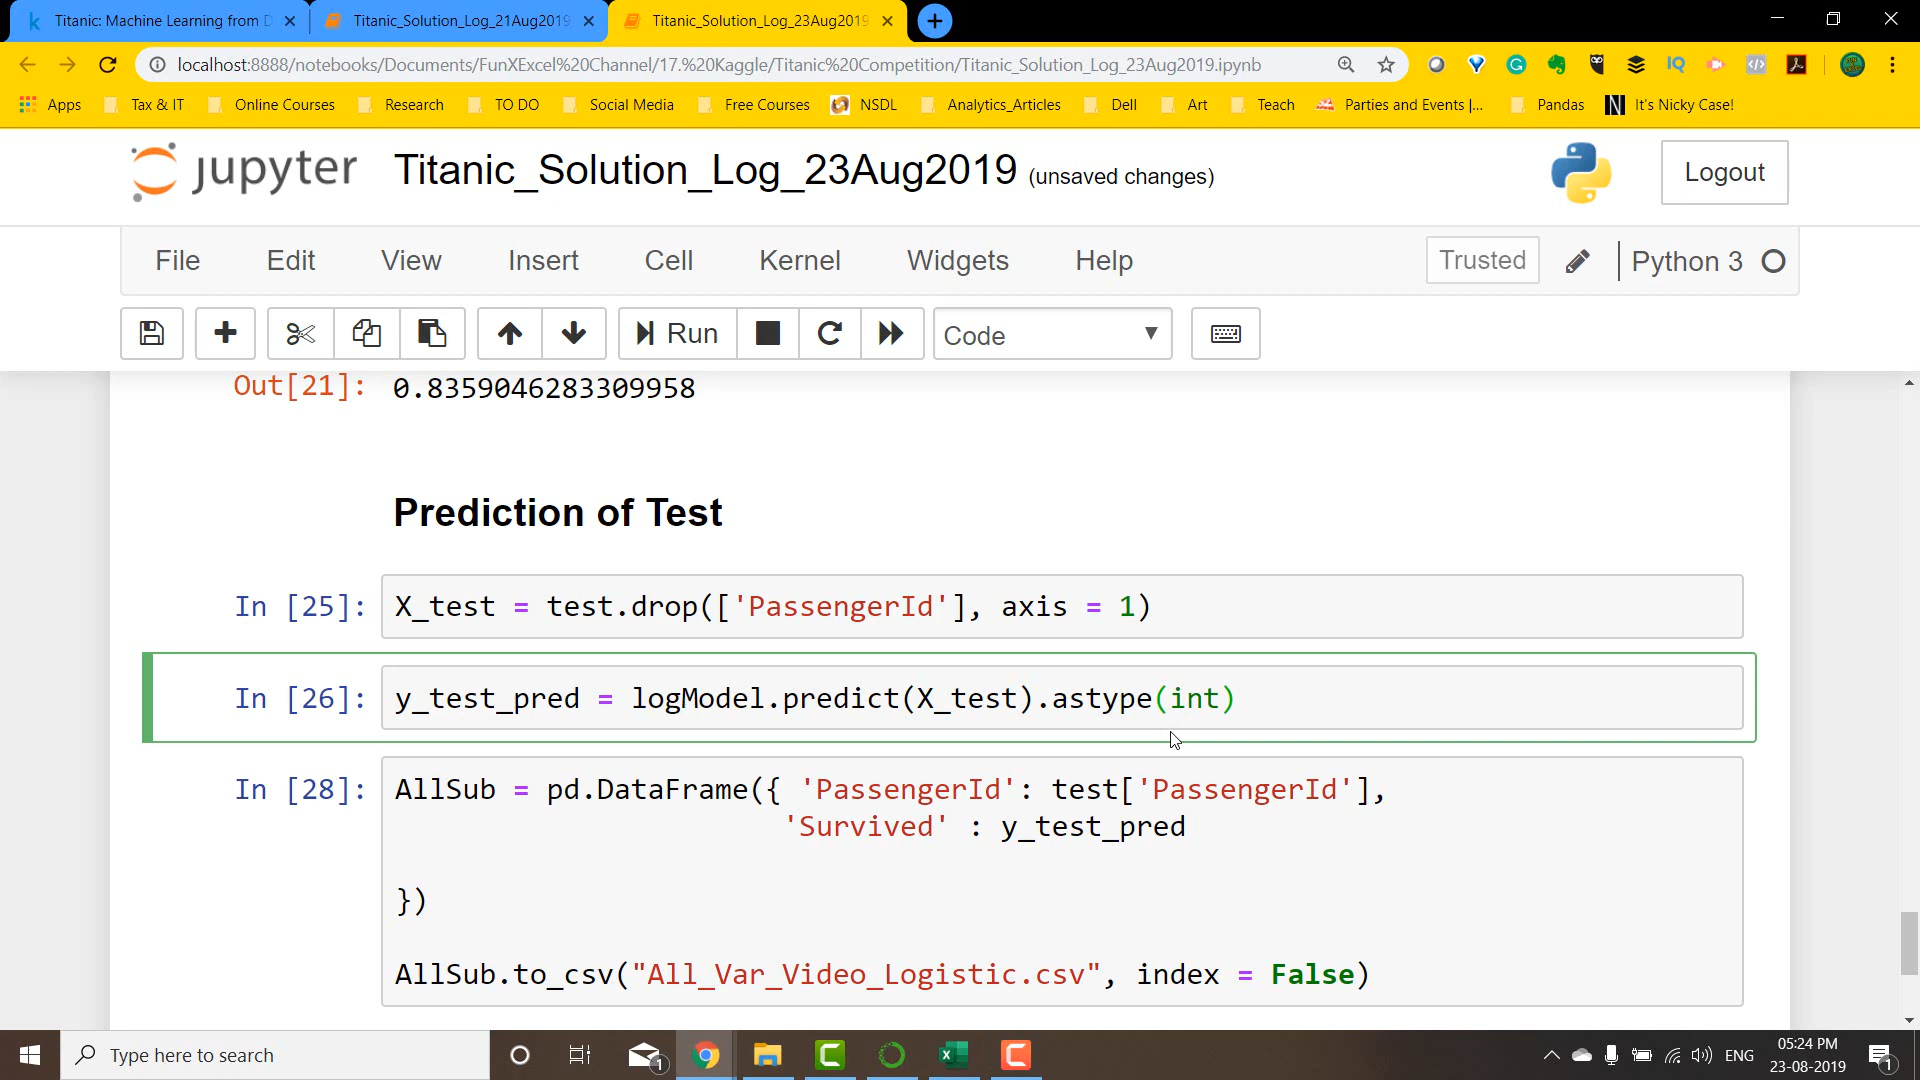 k Titanic: Machine Learning from D
Titanic_Solution_Log_21Aug2019
Titanic_Solution_Log_23Aug2019
localhost:8888/notebooks/Documents/FunXExcel%20Channel/17.%20Kaggle/Titanic%20Competition/Titanic_Solution_Log_23Aug2019.ipynb
Apps Tax & IT Online Courses Research TO DO Social Media Free Courses NSDL Analytics_Articles Dell Art Teach Parties and Events |... Pandas N It's Nicky Case!
jupyter Titanic_Solution_Log_23Aug2019 (unsaved changes) Logout
File Edit View Insert Cell Kernel Widgets Help Trusted Python 3
Run Code
Out[21]: 0.8359046283309958
Prediction of Test
In [25]: X_test = test.drop(['PassengerId'], axis = 1)
In [26]: y_test_pred = logModel.predict(X_test).astype(int)
In [28]: AllSub = pd.DataFrame({ 'PassengerId': test['PassengerId'],
'Survived' : y_test_pred
})
AllSub.to_csv("All_Var_Video_Logistic.csv", index = False)
Type here to search
1
ENG
05:24 PM
23-08-2019
1